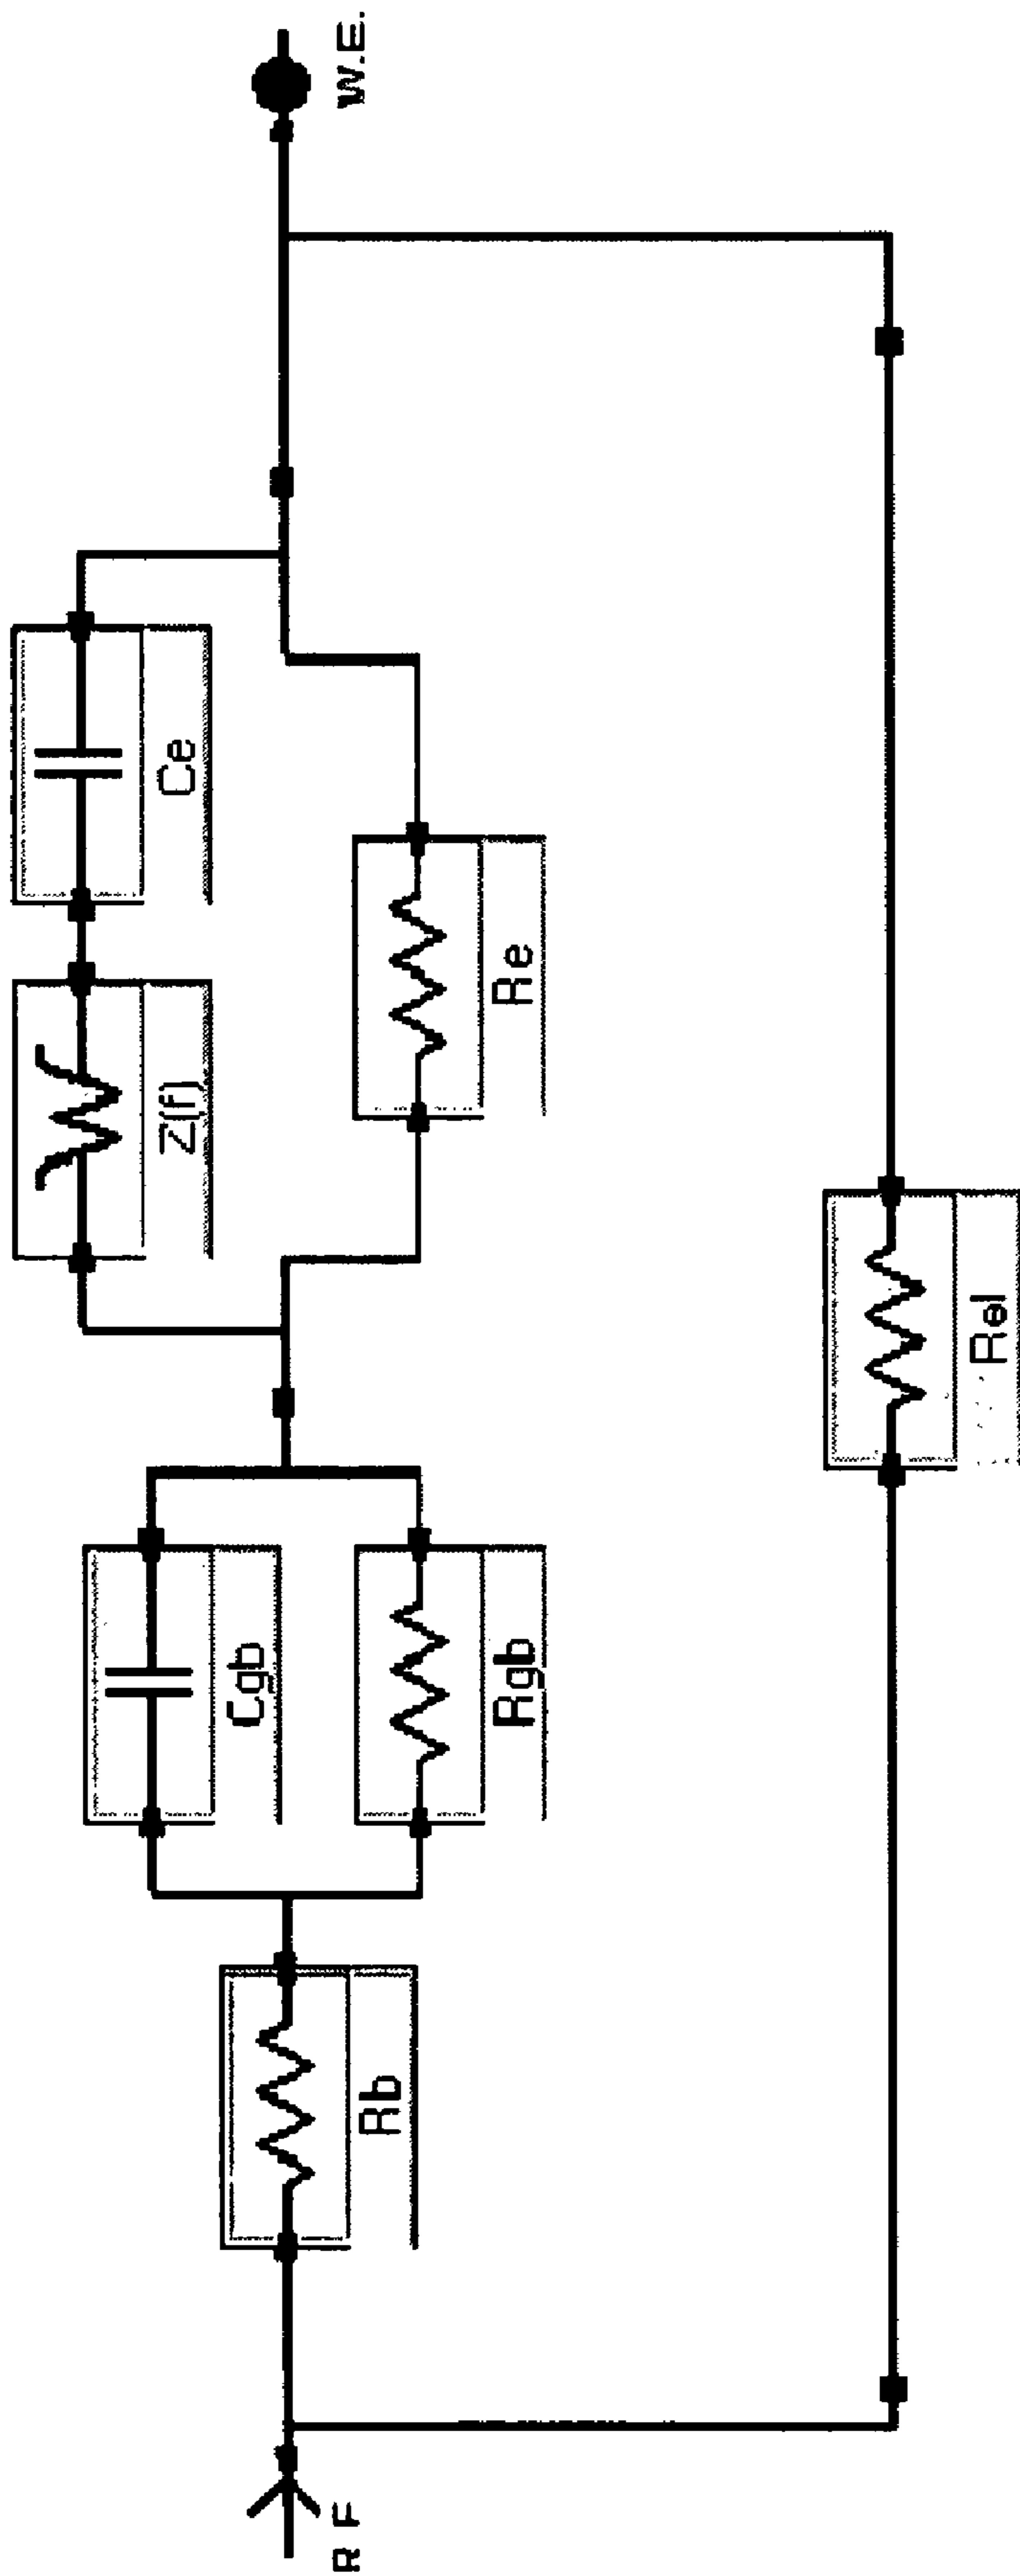 Ce
W.E.
Z(f)
Re
Cgb
Rgb
Rb
Rel
R E